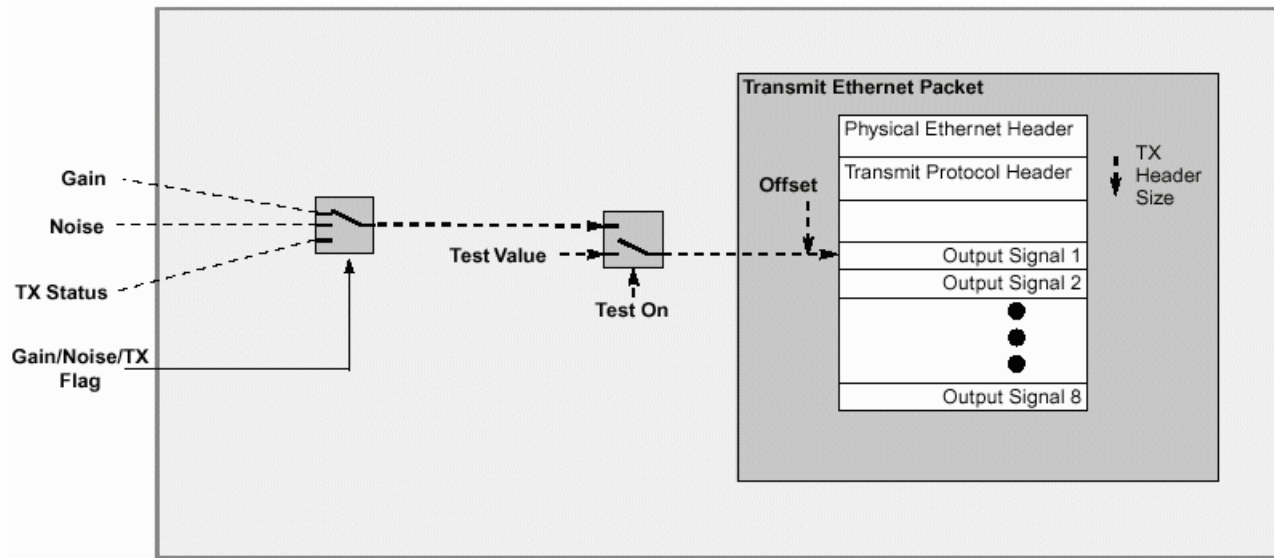 Transmit Ethernet Packet
Physical Ethernet Header
Transmit Protocol Header
TX
Header
Size
Offset
Gain
Noise
TX Status
Gain/Noise/TX
Flag
Test Value
Test On
Output Signal 1
Output Signal 2
Output Signal 8